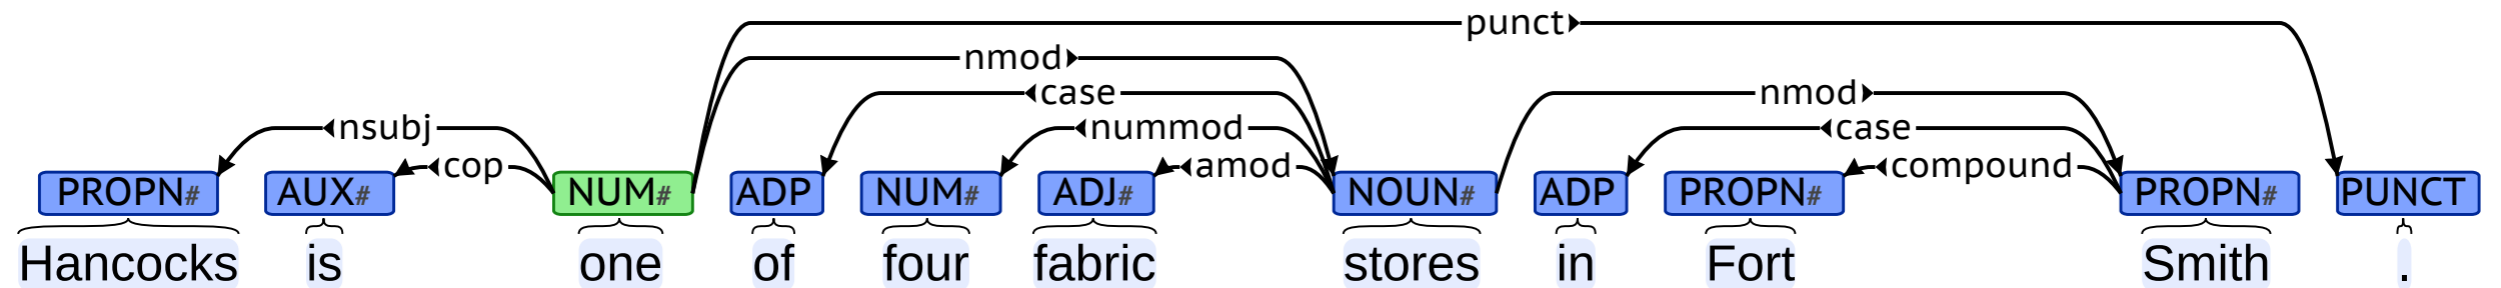 punct
nmod
case nmod
nsubj nummod case
cop amod compound
PROPN# AUX# NUM# ADP NUM# ADJ# NOUN# ADP PROPN# PROPN# PUNCT
Hancocks is one of four fabric stores in Fort Smith .